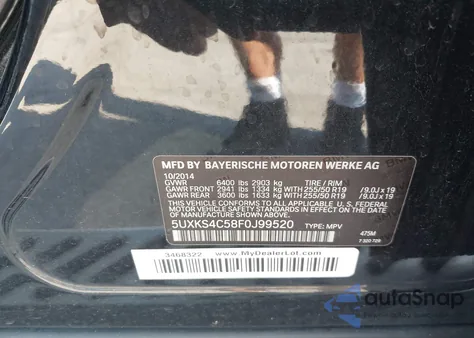 MFD BY BAYERISCHE MOTOREN WERKE AG
10/2014
GVWR 6400 lbs 2903 kg TIRE / RIM
GAWR FRONT 2941 lbs 1334 kg WITH 255/50 R19 /9.0J x 19
GAWR REAR 3600 lbs 1633 kg WITH 255/50 R19 /9.0J x 19
THIS VEHICLE CONFORMS TO ALL APPLICABLE
U.S. FEDERAL MOTOR VEHICLE
SAFETY STANDARDS IN EFFECT ON THE DATE OF
MANUFACTURE SHOWN ABOVE.
5UXKS4C58F0J99520 TYPE: MPV 475M
7 320 729
3468322 www.MyDealerLot.com
autoSnap